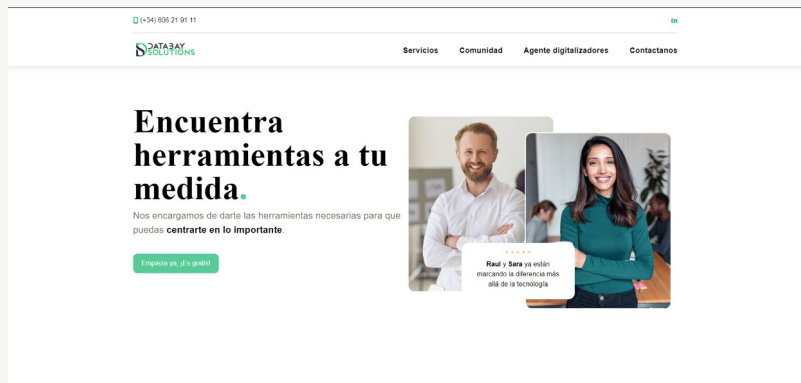 (+34) 606 21 91 11
in
DATABAY
SOLUTIONS
Servicios Comunidad Agente digitalizadores Contactanos
Encuentra
herramientas a tu
medida.
Nos encargamos de darte las herramientas necesarias para que
puedas centrarte en lo importante.
Empieza ya, ¡Es gratis!
Raul y Sara ya están
marcando la diferencia más
allá de la tecnología